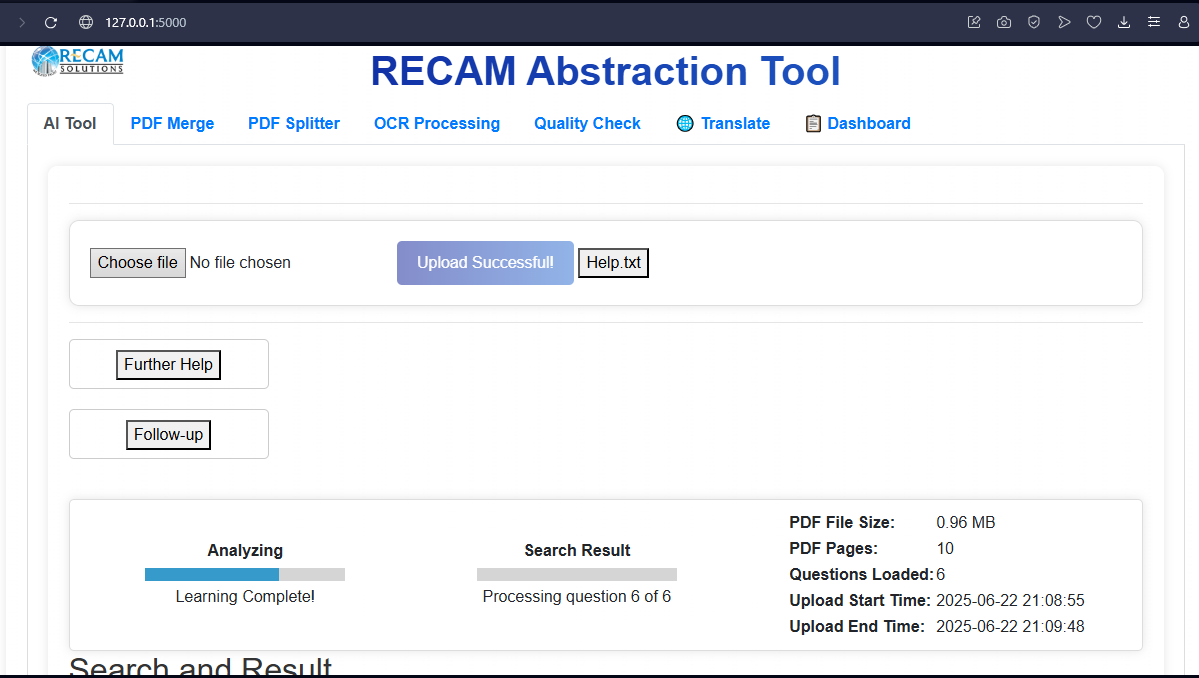 127.0.0.1:5000
RECAM
SOLUTIONS
RECAM Abstraction Tool
AI Tool PDF Merge PDF Splitter OCR Processing Quality Check Translate Dashboard
Choose file No file chosen Upload Successful! Help.txt
Further Help
Follow-up
Analyzing
Learning Complete!
Search Result
Processing question 6 of 6
PDF File Size: 0.96 MB
PDF Pages: 10
Questions Loaded: 6
Upload Start Time: 2025-06-22 21:08:55
Upload End Time: 2025-06-22 21:09:48
Search and Result